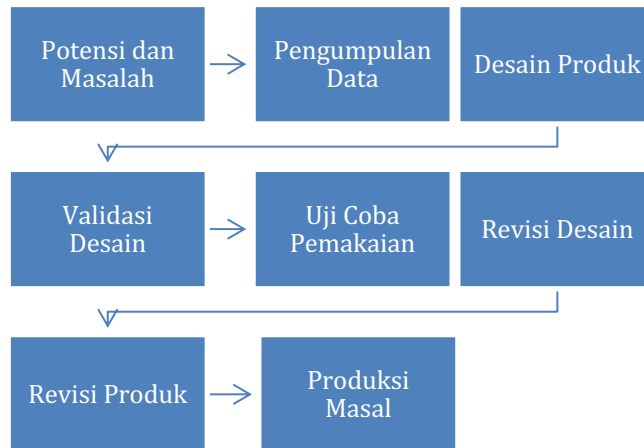 Potensi dan
Masalah
Pengumpulan
Data
Desain Produk
Validasi
Desain
Uji Coba
Pemakaian
Revisi Desain
Revisi Produk
Produksi
Masal